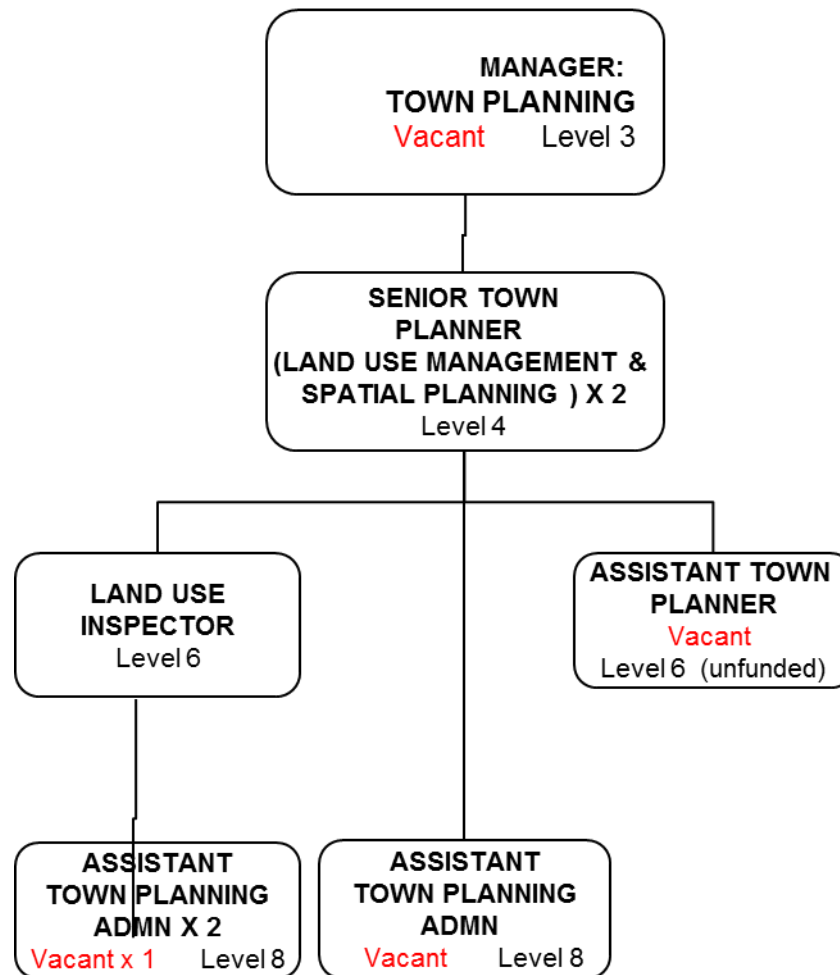 MANAGER:
TOWN PLANNING
Vacant Level 3
SENIOR TOWN
PLANNER
(LAND USE MANAGEMENT &
SPATIAL PLANNING ) X 2
Level 4
LAND USE
INSPECTOR
Level 6
ASSISTANT TOWN
PLANNER
Vacant
Level 6 (unfunded)
ASSISTANT
TOWN PLANNING
ADMN X 2
Vacant x 1 Level 8
ASSISTANT
TOWN PLANNING
ADMN
Vacant Level 8